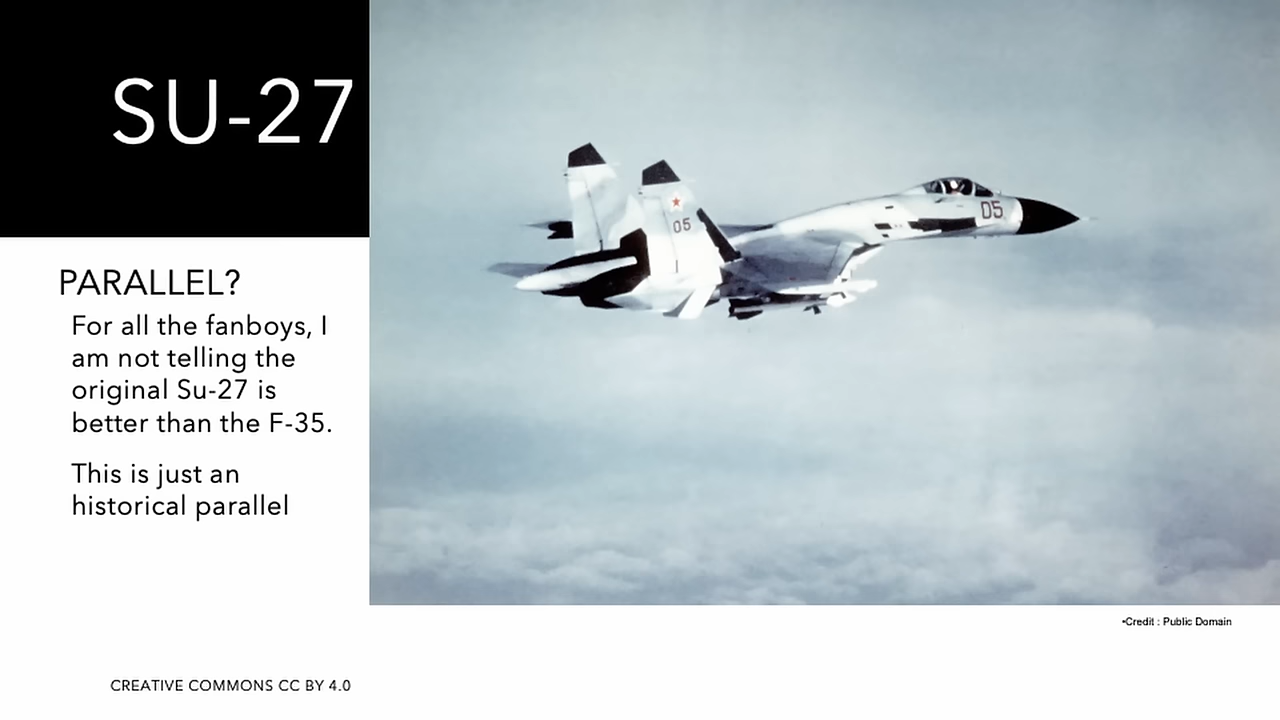 SU-27
PARALLEL?
For all the fanboys, I
am not telling the
original Su-27 is
better than the F-35.
This is just an
historical parallel
05
05
•Credit : Public Domain
CREATIVE COMMONS CC BY 4.0